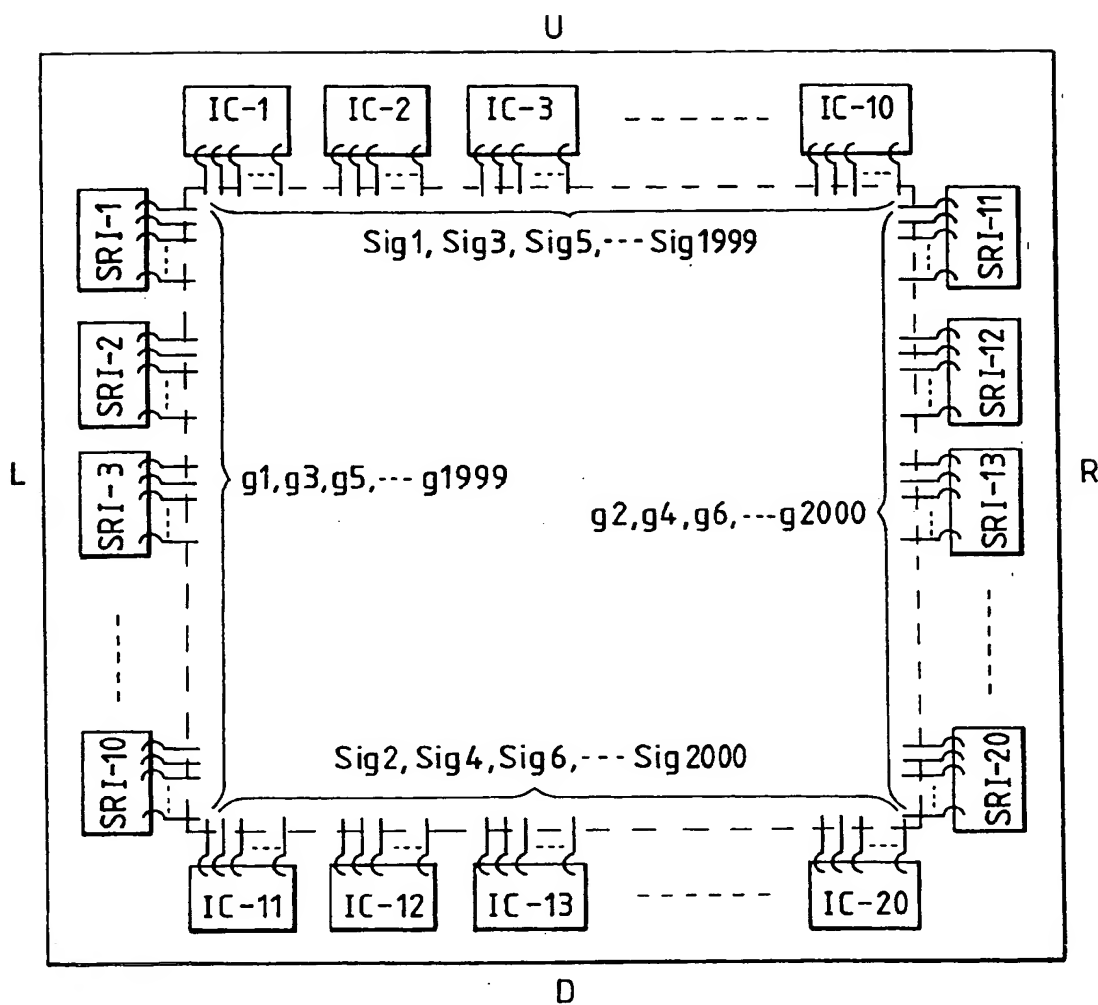 U
IC-1 IC-2 IC-3 IC-10
Sig1, Sig3, Sig5,--- Sig1999
SRI-1
SRI-2
SRI-3
SRI-10
SRI-11
SRI-12
SRI-13
SRI-20
L
g1,g3,g5,--- g1999
R
g2,g4,g6,---g2000
Sig2,Sig4,Sig6,--- Sig2000
IC-11 IC-12 IC-13 IC-20
D